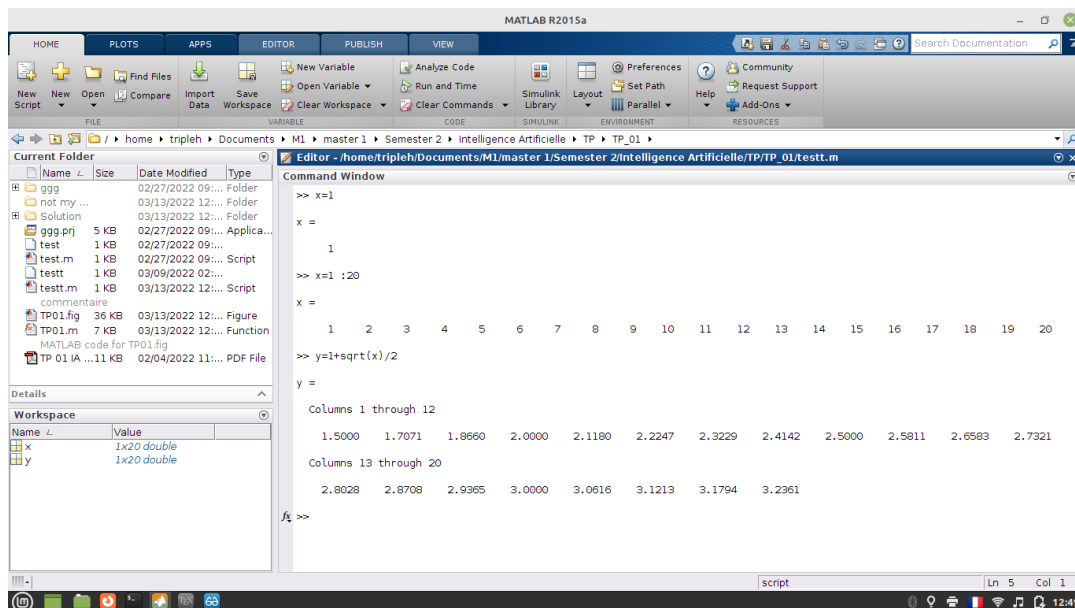 MATLAB R2015a
HOME PLOTS APPS EDITOR PUBLISH VIEW
Search Documentation
New Script
New
Open
Find Files
Compare
Import Data
Save Workspace
New Variable
Open Variable
Clear Workspace
Analyze Code
Run and Time
Clear Commands
Simulink Library
Layout
Preferences
Set Path
Parallel
Help
Community
Request Support
Add-Ons
FILE VARIABLE CODE SIMULINK ENVIRONMENT RESOURCES
/ home tripleh Documents M1 master 1 Semester 2 Intelligence Artificielle TP TP_01
Current Folder
Name Size Date Modified Type
ggg 02/27/2022 09:... Folder
not my ... 03/13/2022 12:... Folder
Solution 03/13/2022 12:... Folder
ggg.prj 5 KB 02/27/2022 09:... Applica...
test 1 KB 02/27/2022 09:...
test.m 1 KB 02/27/2022 09:... Script
testt 1 KB 03/09/2022 02:...
testt.m 1 KB 03/13/2022 12:... Script
commentaire
TP01.fig 36 KB 03/13/2022 12:... Figure
TP01.m 7 KB 03/13/2022 12:... Function
MATLAB code for TP01.fig
TP 01 IA ... 11 KB 02/04/2022 11:... PDF File
Details
Workspace
Name Value
x 1x20 double
y 1x20 double
Editor - /home/tripleh/Documents/M1/master 1/Semester 2/Intelligence Artificielle/TP/TP_01/testt.m
Command Window
>> x=1
x =
1
>> x=1 :20
x =
1 2 3 4 5 6 7 8 9 10 11 12 13 14 15 16 17 18 19 20
>> y=1+sqrt(x)/2
y =
Columns 1 through 12
1.5000 1.7071 1.8660 2.0000 2.1180 2.2247 2.3229 2.4142 2.5000 2.5811 2.6583 2.7321
Columns 13 through 20
2.8028 2.8708 2.9365 3.0000 3.0616 3.1213 3.1794 3.2361
fx >>
script Ln 5 Col 1
TEX
12:49